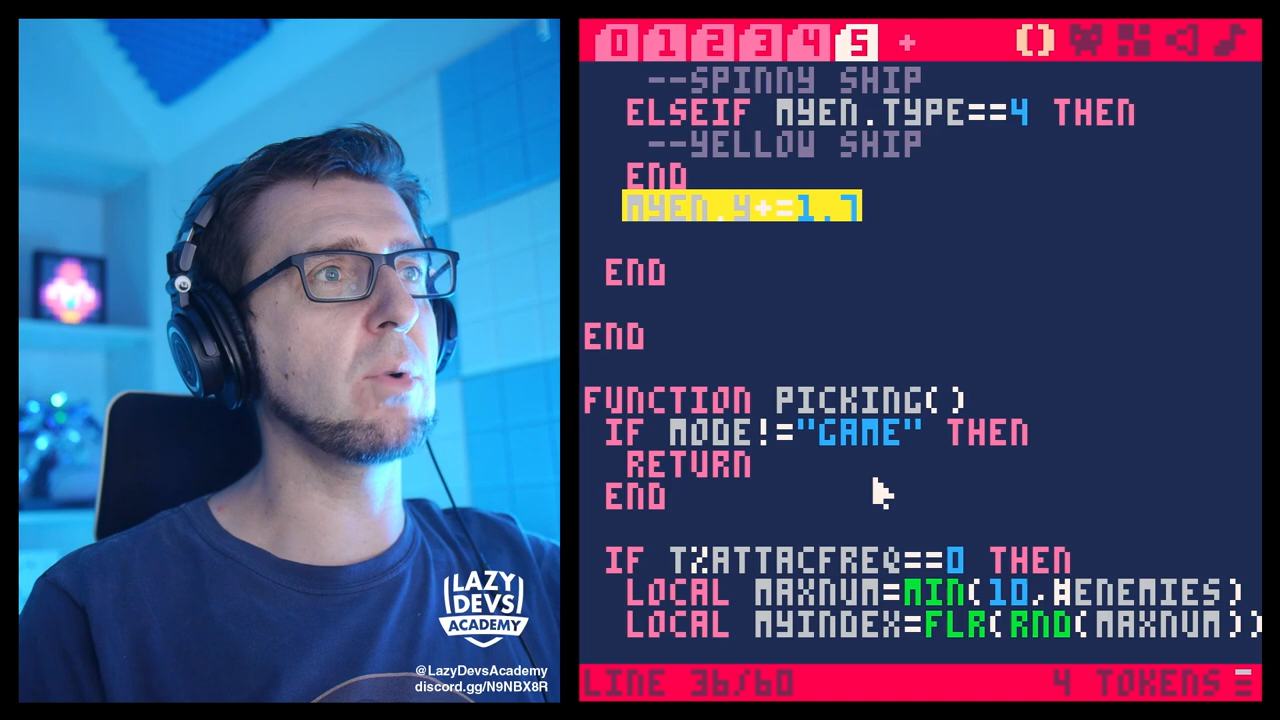 0 1 2 3 4 5 +
--SPINNY SHIP
ELSEIF MYEN.TYPE==4 THEN
--YELLOW SHIP
END
MYEN.Y+=1.7
END
END
FUNCTION PICKING()
IF MODE!="GAME" THEN
RETURN
END
IF T%ATTACFREQ==0 THEN
LOCAL MAXNUM=MIN(10,#ENEMIES)
LOCAL MYINDEX=FLR(RND(MAXNUM))
LINE 36/60 4 TOKENS
LAZY
DEVS
ACADEMY
@LazyDevsAcademy
discord.gg/N9NBX8R